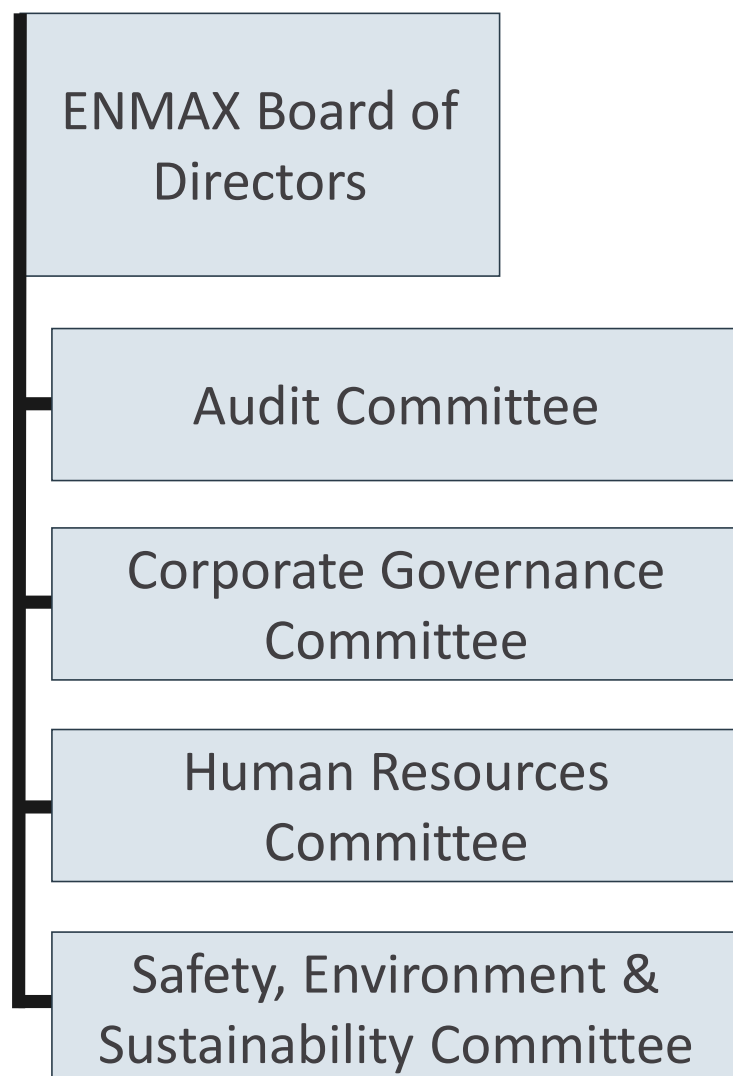 ENMAX Board of
Directors
Audit Committee
Corporate Governance
Committee
Human Resources
Committee
Safety, Environment &
Sustainability Committee